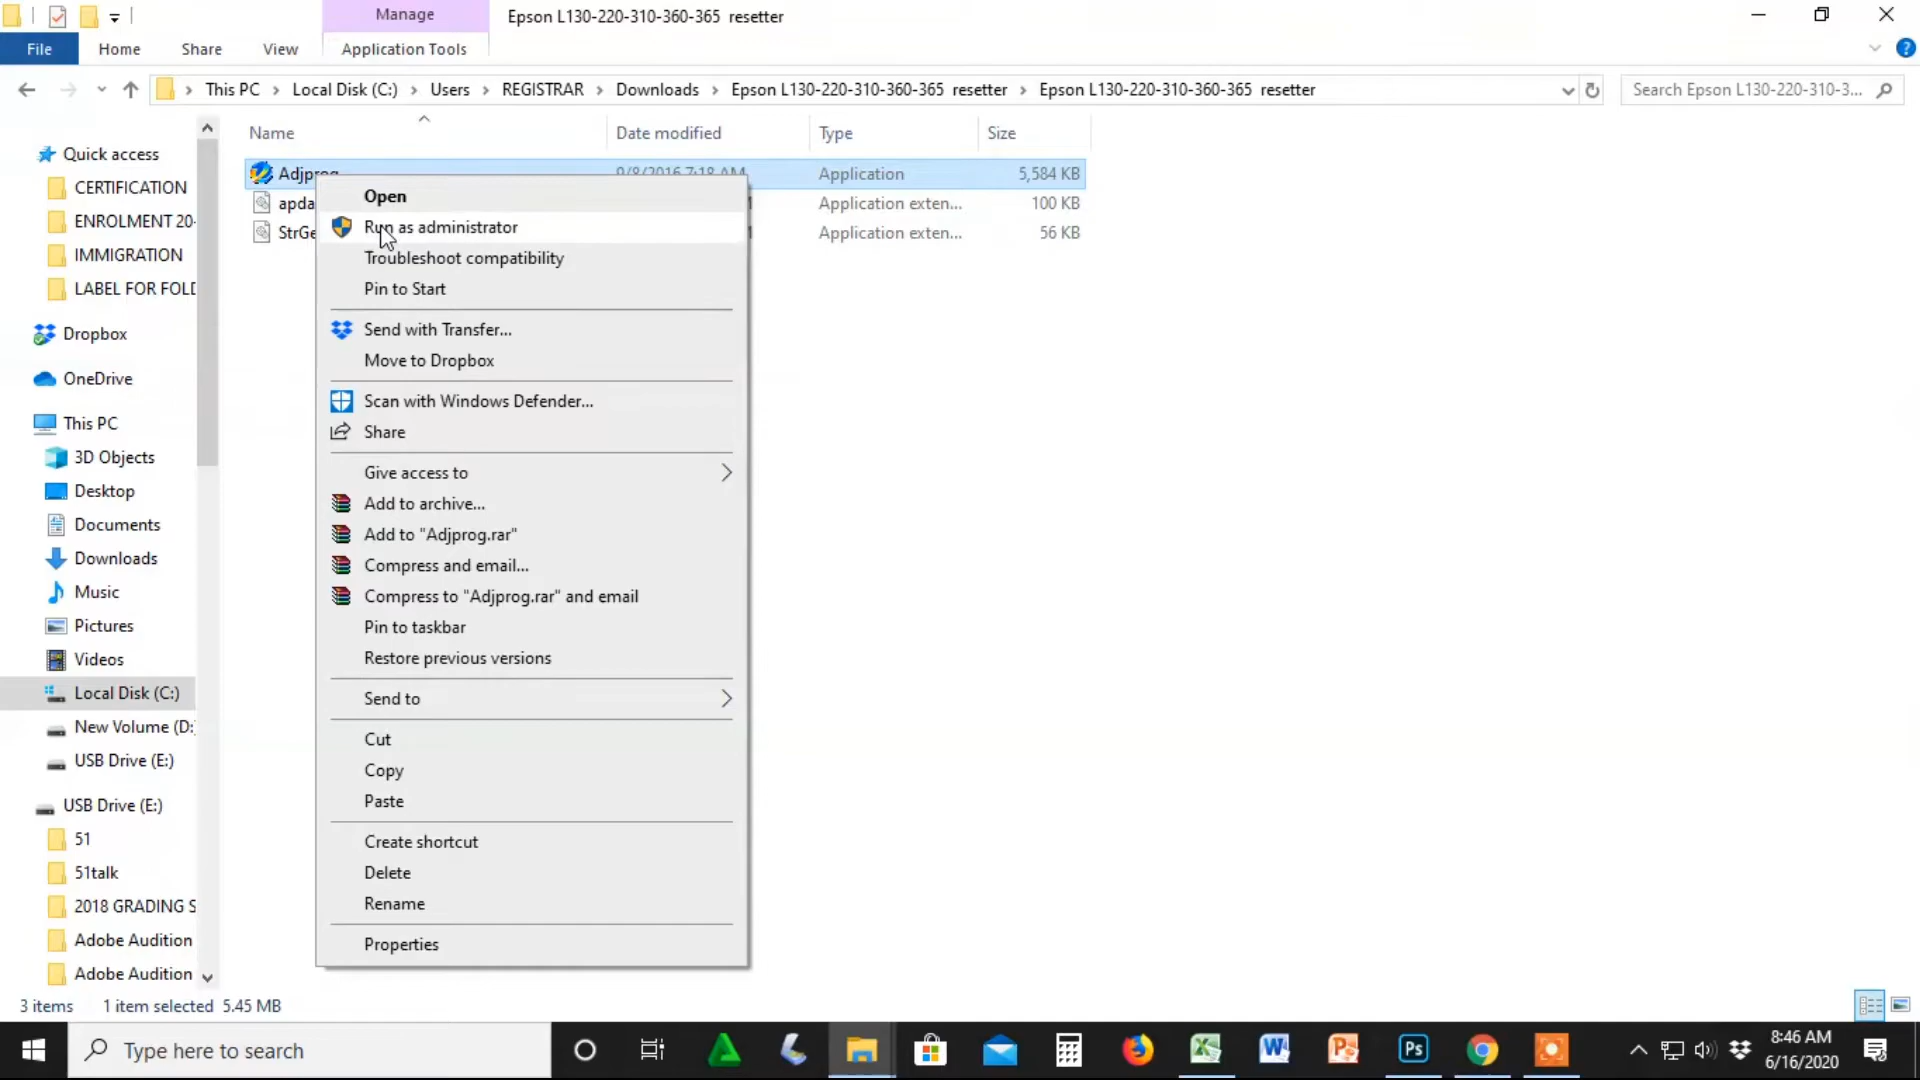 Manage
Epson L130-220-310-360-365 resetter
File Home Share View Application Tools
This PC Local Disk (C:) Users REGISTRAR Downloads Epson L130-220-310-360-365 resetter Epson L130-220-310-360-365 resetter
Search Epson L130-220-310-3...
Name Date modified Type Size
Adjprog 9/8/2016 7:18 AM Application 5,584 KB
apda Application exten... 100 KB
StrGe Application exten... 56 KB
Open
Run as administrator
Troubleshoot compatibility
Pin to Start
Send with Transfer...
Move to Dropbox
Scan with Windows Defender...
Share
Give access to
Add to archive...
Add to "Adjprog.rar"
Compress and email...
Compress to "Adjprog.rar" and email
Pin to taskbar
Restore previous versions
Send to
Cut
Copy
Paste
Create shortcut
Delete
Rename
Properties
Quick access
CERTIFICATION
ENROLMENT 20-
IMMIGRATION
LABEL FOR FOLD
Dropbox
OneDrive
This PC
3D Objects
Desktop
Documents
Downloads
Music
Pictures
Videos
Local Disk (C:)
New Volume (D:)
USB Drive (E:)
USB Drive (E:)
51
51talk
2018 GRADING S
Adobe Audition
Adobe Audition
3 items 1 item selected 5.45 MB
Type here to search
Ps
8:46 AM
6/16/2020